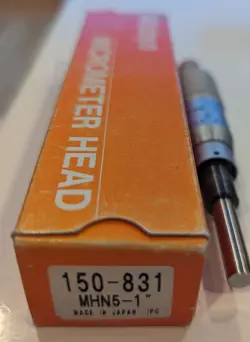 MICROMETER HEAD
150-831
MHN5-1"
MADE IN JAPAN